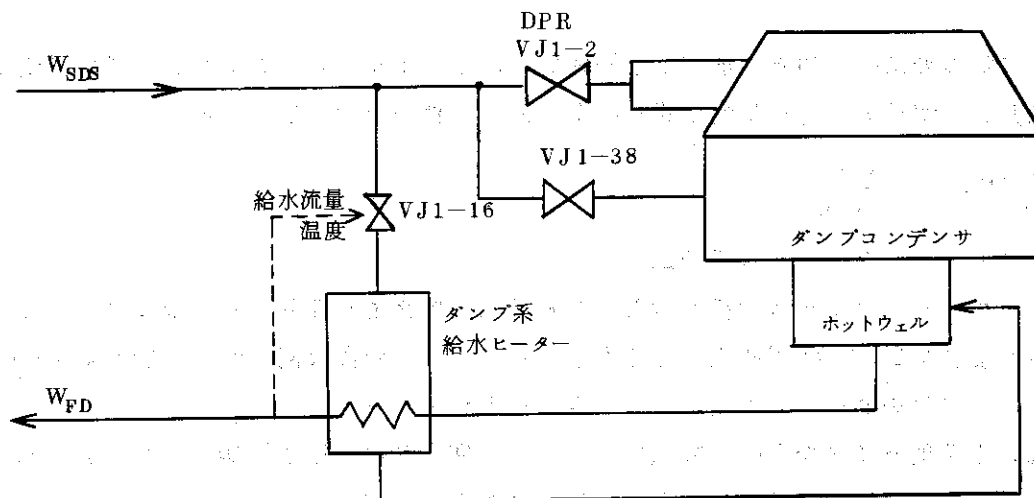 DPR
VJ1-2
W_SDS
VJ1-38
給水流量
温度
VJ1-16
ダンプコンデンサ
ダンプ系
給水ヒーター
ホットウェル
W_FD